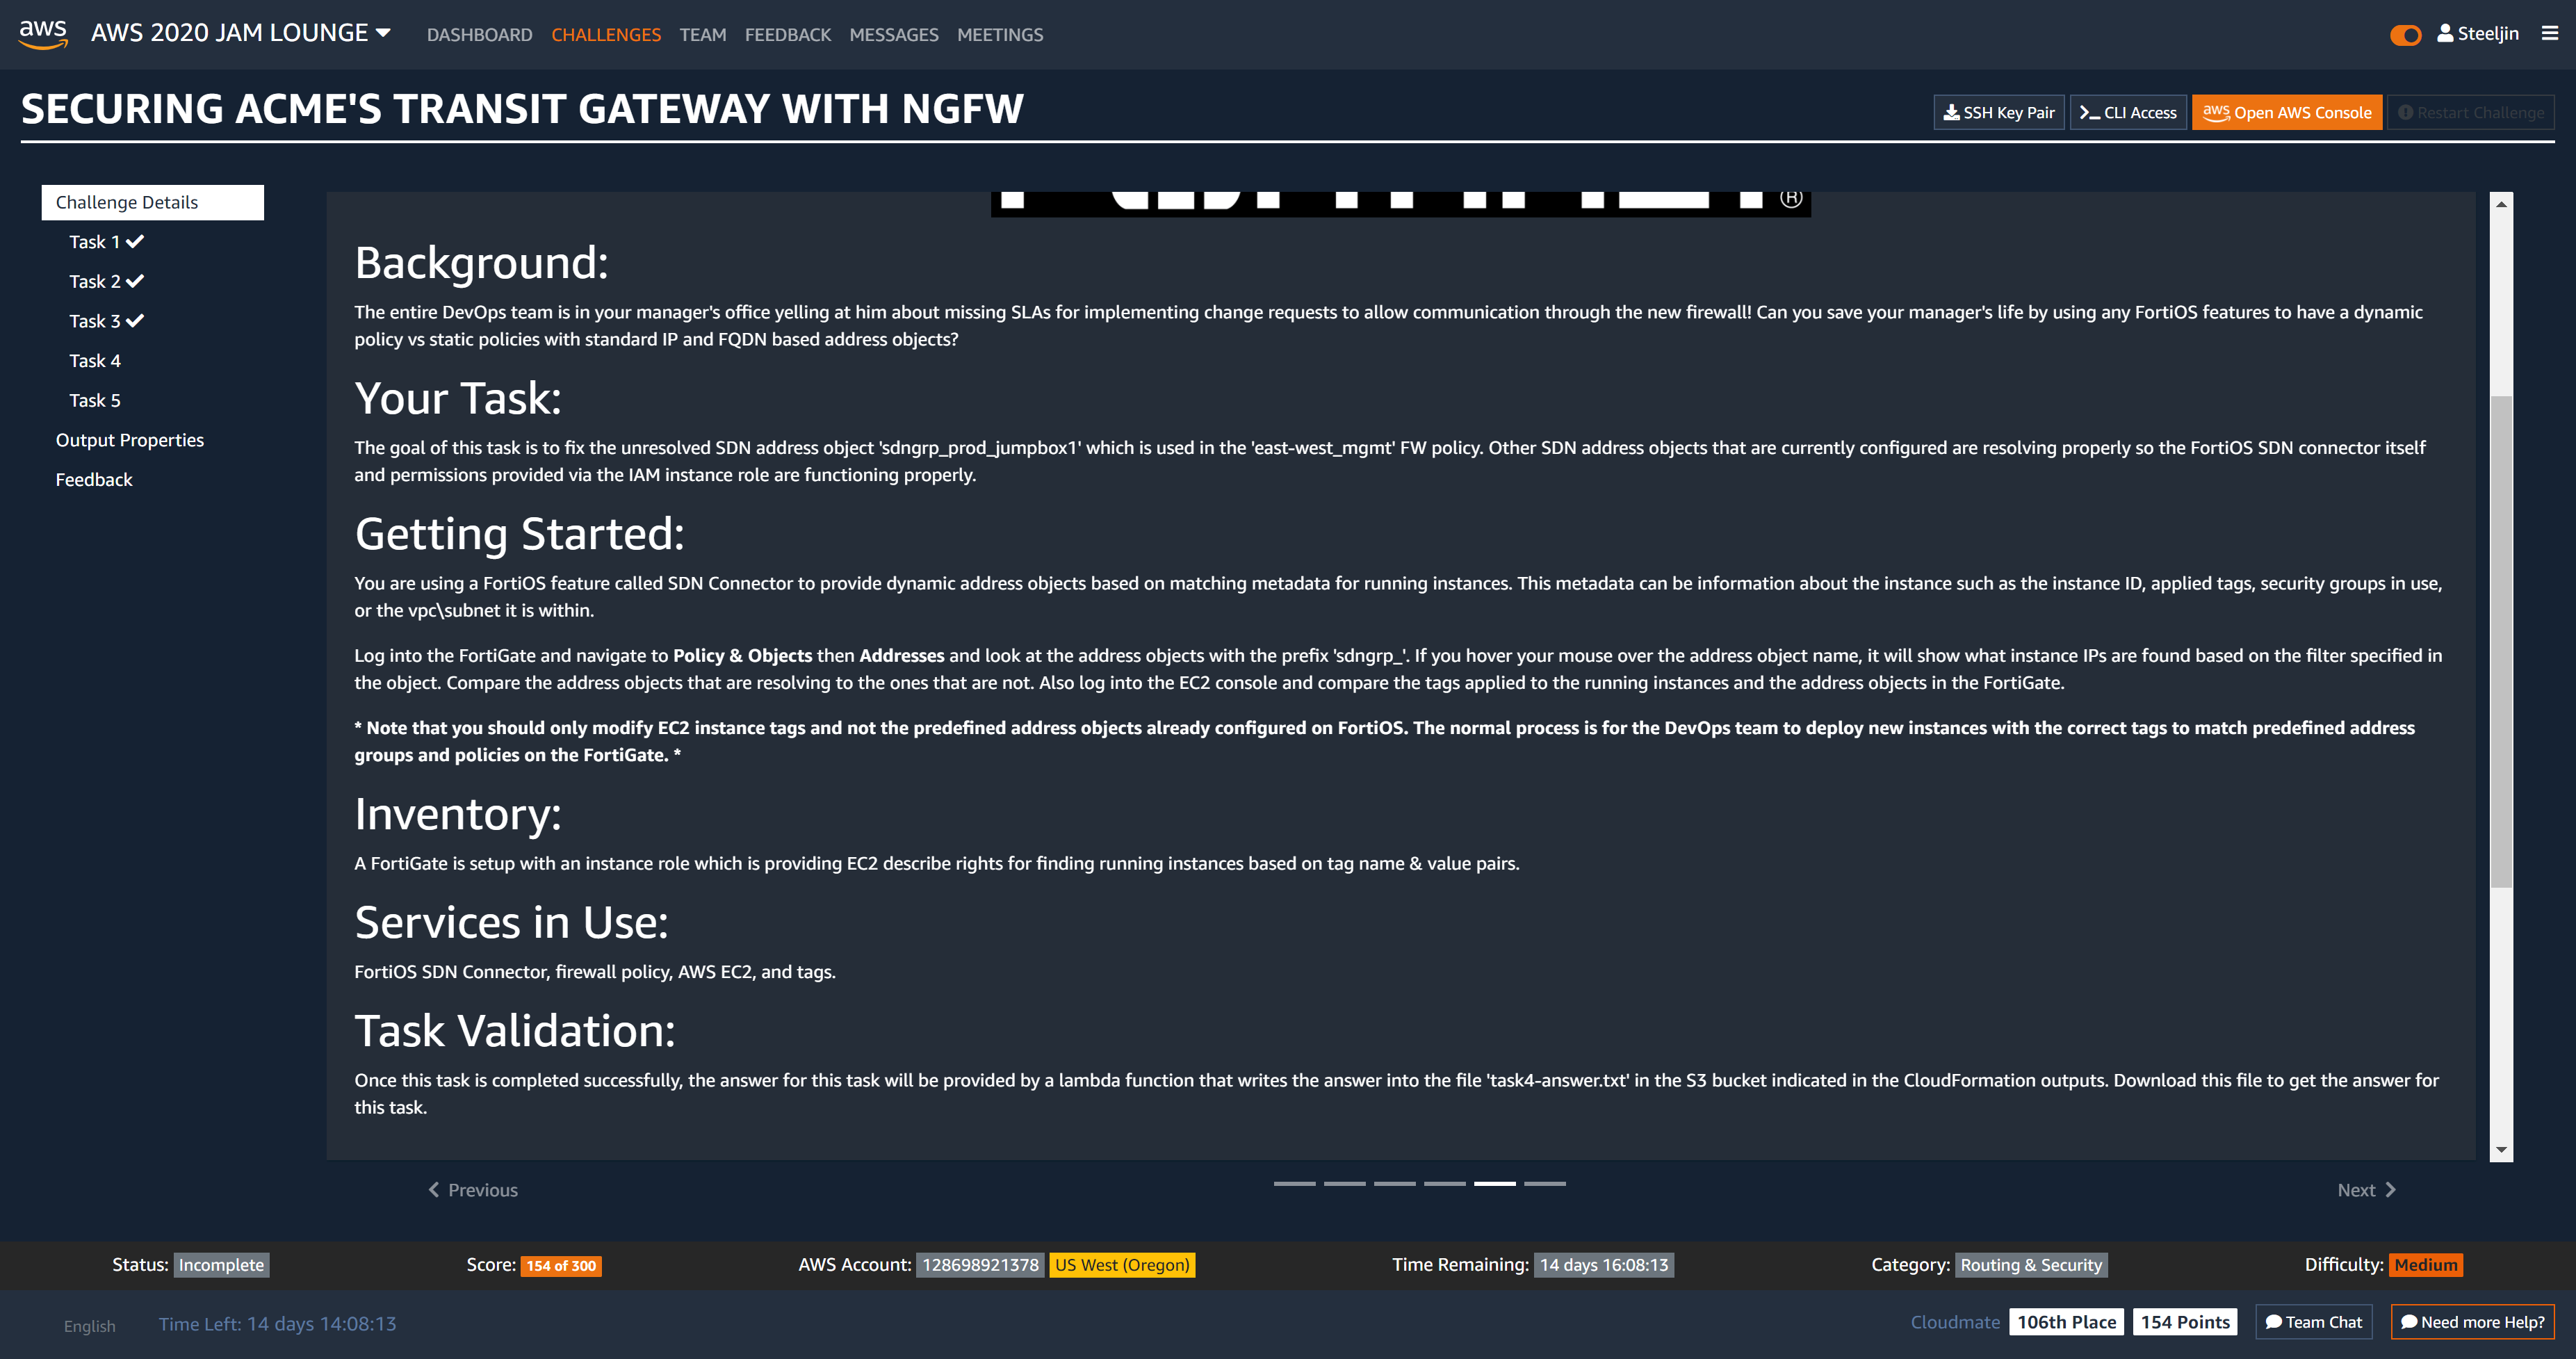 aws AWS 2020 JAM LOUNGE DASHBOARD CHALLENGES TEAM FEEDBACK MESSAGES MEETINGS Steeljin
SECURING ACME'S TRANSIT GATEWAY WITH NGFW
SSH Key Pair CLI Access aws Open AWS Console Restart Challenge
Challenge Details
Task 1
Task 2
Task 3
Task 4
Task 5
Output Properties
Feedback
®
Background:
The entire DevOps team is in your manager's office yelling at him about missing SLAs for implementing change requests to allow communication through the new firewall! Can you save your manager's life by using any FortiOS features to have a dynamic
policy vs static policies with standard IP and FQDN based address objects?
Your Task:
The goal of this task is to fix the unresolved SDN address object 'sdngrp_prod_jumpbox1' which is used in the 'east-west_mgmt' FW policy. Other SDN address objects that are currently configured are resolving properly so the FortiOS SDN connector itself
and permissions provided via the IAM instance role are functioning properly.
Getting Started:
You are using a FortiOS feature called SDN Connector to provide dynamic address objects based on matching metadata for running instances. This metadata can be information about the instance such as the instance ID, applied tags, security groups in use,
or the vpc\subnet it is within.
Log into the FortiGate and navigate to Policy & Objects then Addresses and look at the address objects with the prefix 'sdngrp_'. If you hover your mouse over the address object name, it will show what instance IPs are found based on the filter specified in
the object. Compare the address objects that are resolving to the ones that are not. Also log into the EC2 console and compare the tags applied to the running instances and the address objects in the FortiGate.
* Note that you should only modify EC2 instance tags and not the predefined address objects already configured on FortiOS. The normal process is for the DevOps team to deploy new instances with the correct tags to match predefined address
groups and policies on the FortiGate. *
Inventory:
A FortiGate is setup with an instance role which is providing EC2 describe rights for finding running instances based on tag name & value pairs.
Services in Use:
FortiOS SDN Connector, firewall policy, AWS EC2, and tags.
Task Validation:
Once this task is completed successfully, the answer for this task will be provided by a lambda function that writes the answer into the file 'task4-answer.txt' in the S3 bucket indicated in the CloudFormation outputs. Download this file to get the answer for
this task.
Previous Next
Status: Incomplete Score: 154 of 300 AWS Account: 128698921378 US West (Oregon) Time Remaining: 14 days 16:08:13 Category: Routing & Security Difficulty: Medium
English Time Left: 14 days 14:08:13 Cloudmate 106th Place 154 Points Team Chat Need more Help?